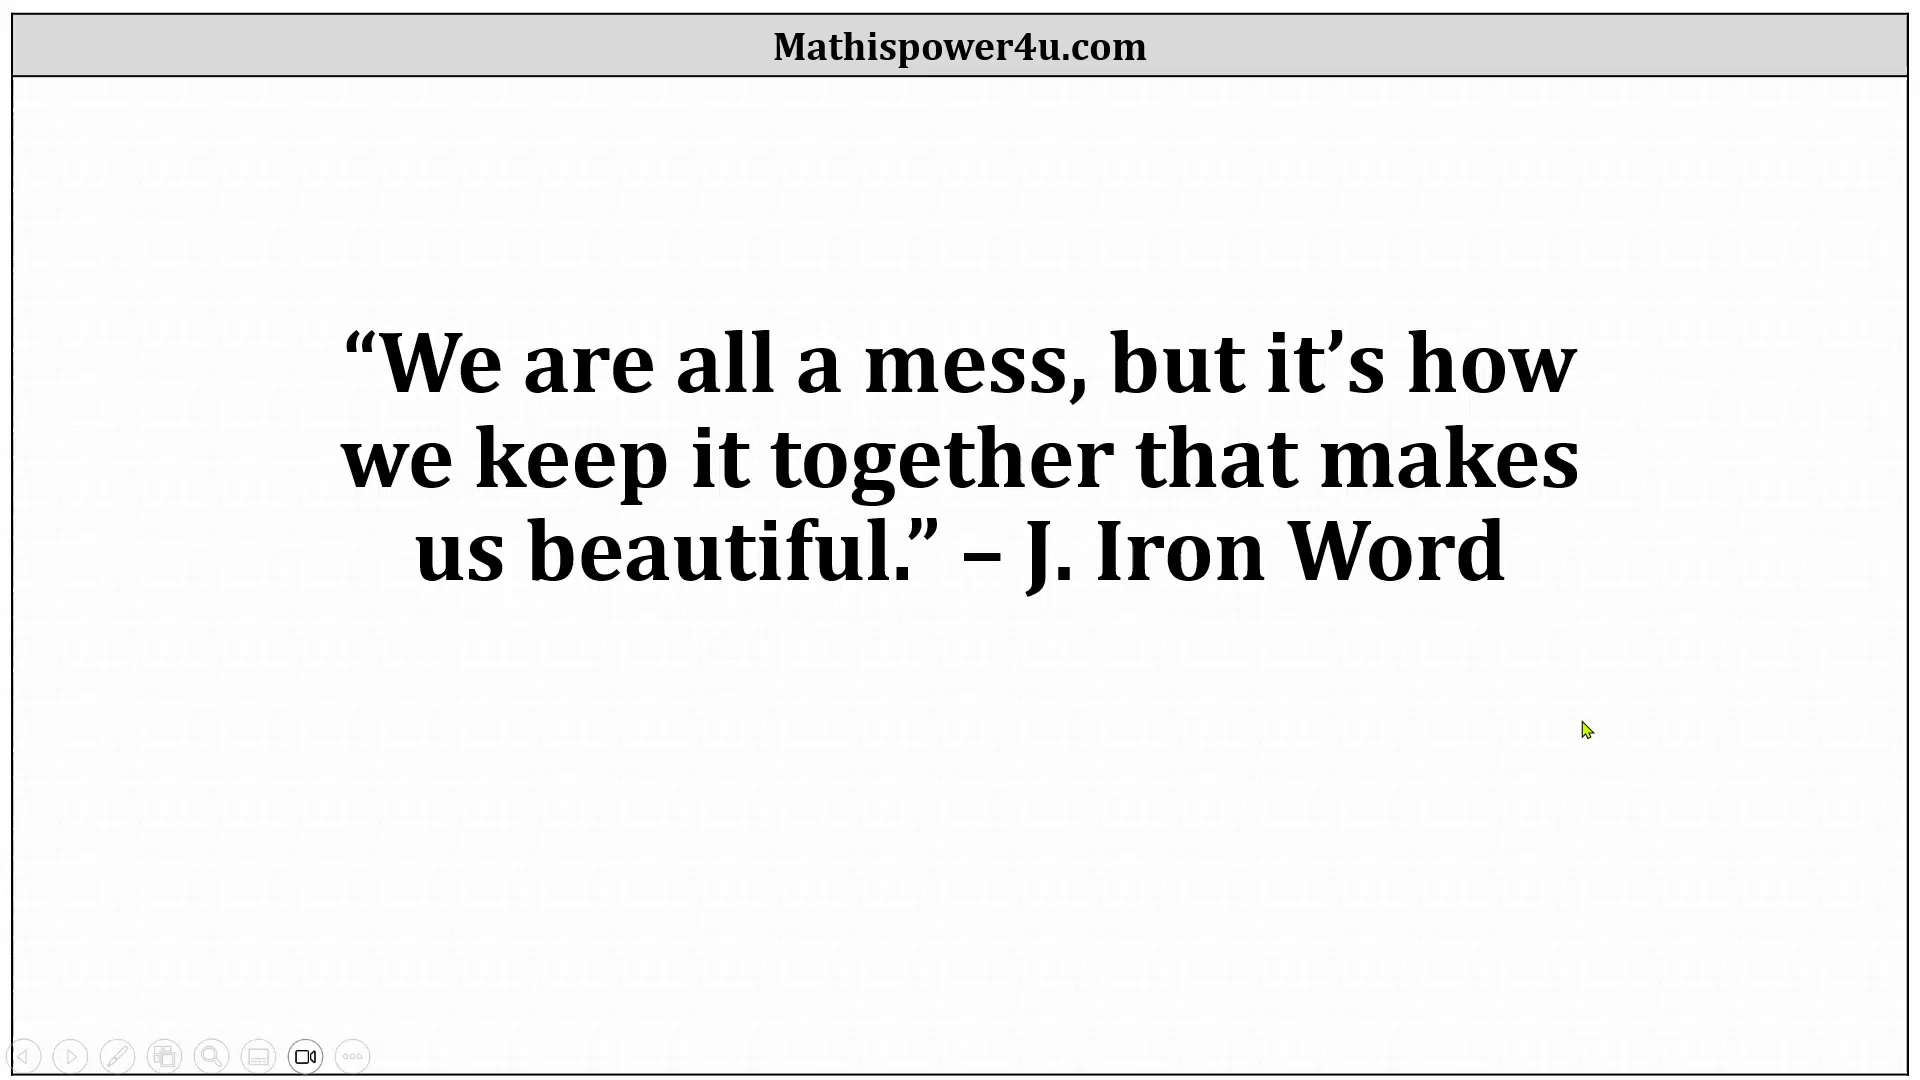 Mathispower4u.com
“We are all a mess, but it’s how
we keep it together that makes
us beautiful.” – J. Iron Word